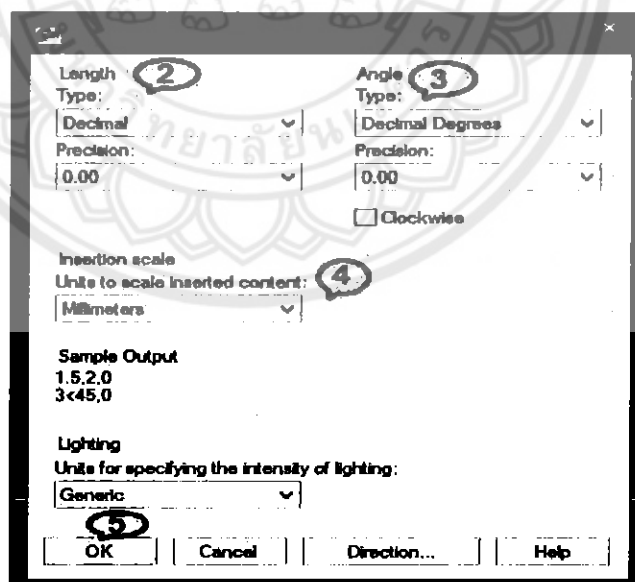 Length 2
Type:
Decimal
Precision:
0.00
Angle 3
Type:
Decimal Degrees
Precision:
0.00
Clockwise
Insertion scale
Units to scale inserted content: 4
Millimeters
Sample Output
1.5,2,0
3<45,0
Lighting
Units for specifying the intensity of lighting:
Generic
5
OK Cancel Direction... Help